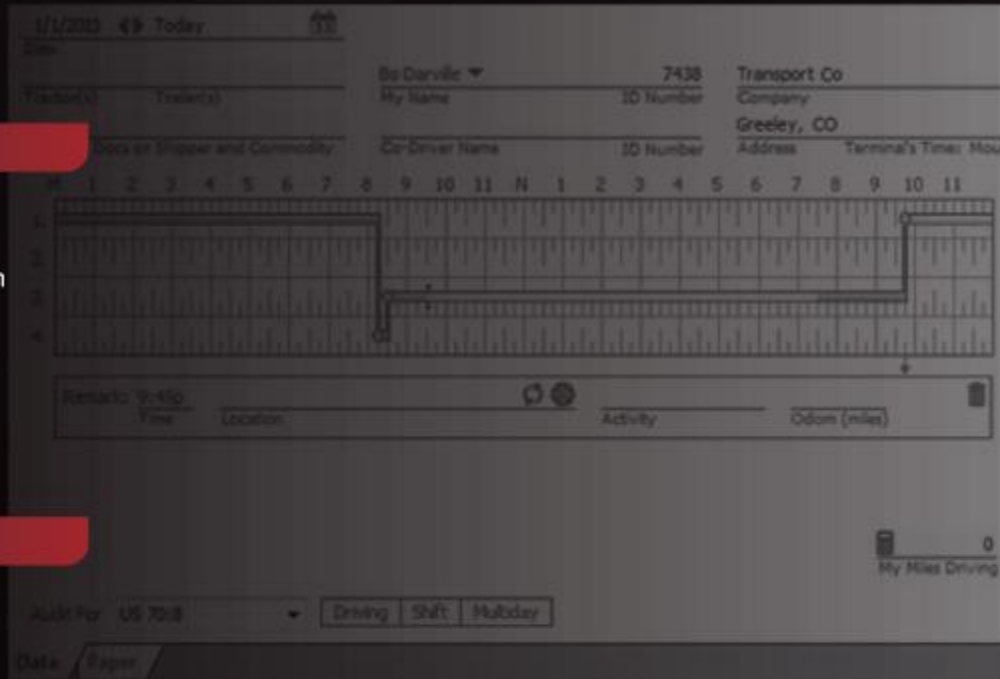 1/1/2015 Today
Date
Bo Darville 7438 Transport Co
Tractor(s) Trailer(s) My Name ID Number Company
Greeley, CO
Docs or Shipper and Commodity Co-Driver Name ID Number Address Terminal's Time: Mou
M 1 2 3 4 5 6 7 8 9 10 11 N 1 2 3 4 5 6 7 8 9 10 11
1
2
3
4
Remark: 9:45p
Time Location Activity Odom (miles)
0
My Miles Driving
Audit For US 70:8 Driving Shift Multiday
Data Paper